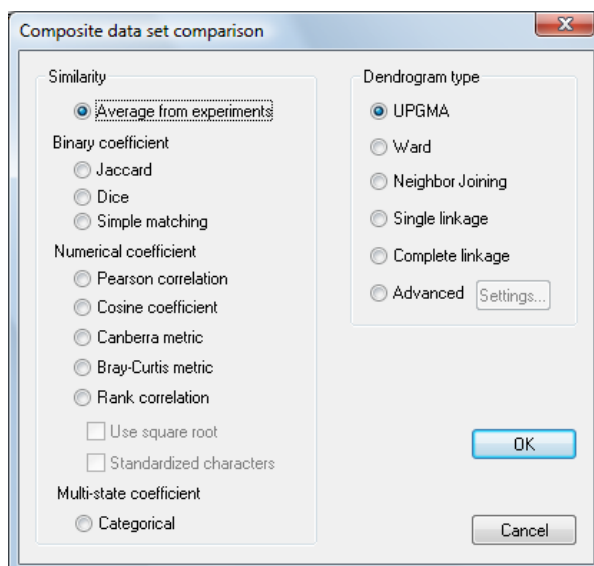 Composite data set comparison
Similarity
Average from experiments
Binary coefficient
Jaccard
Dice
Simple matching
Numerical coefficient
Pearson correlation
Cosine coefficient
Canberra metric
Bray-Curtis metric
Rank correlation
Use square root
Standardized characters
Multi-state coefficient
Categorical
Dendrogram type
UPGMA
Ward
Neighbor Joining
Single linkage
Complete linkage
Advanced Settings...
OK
Cancel